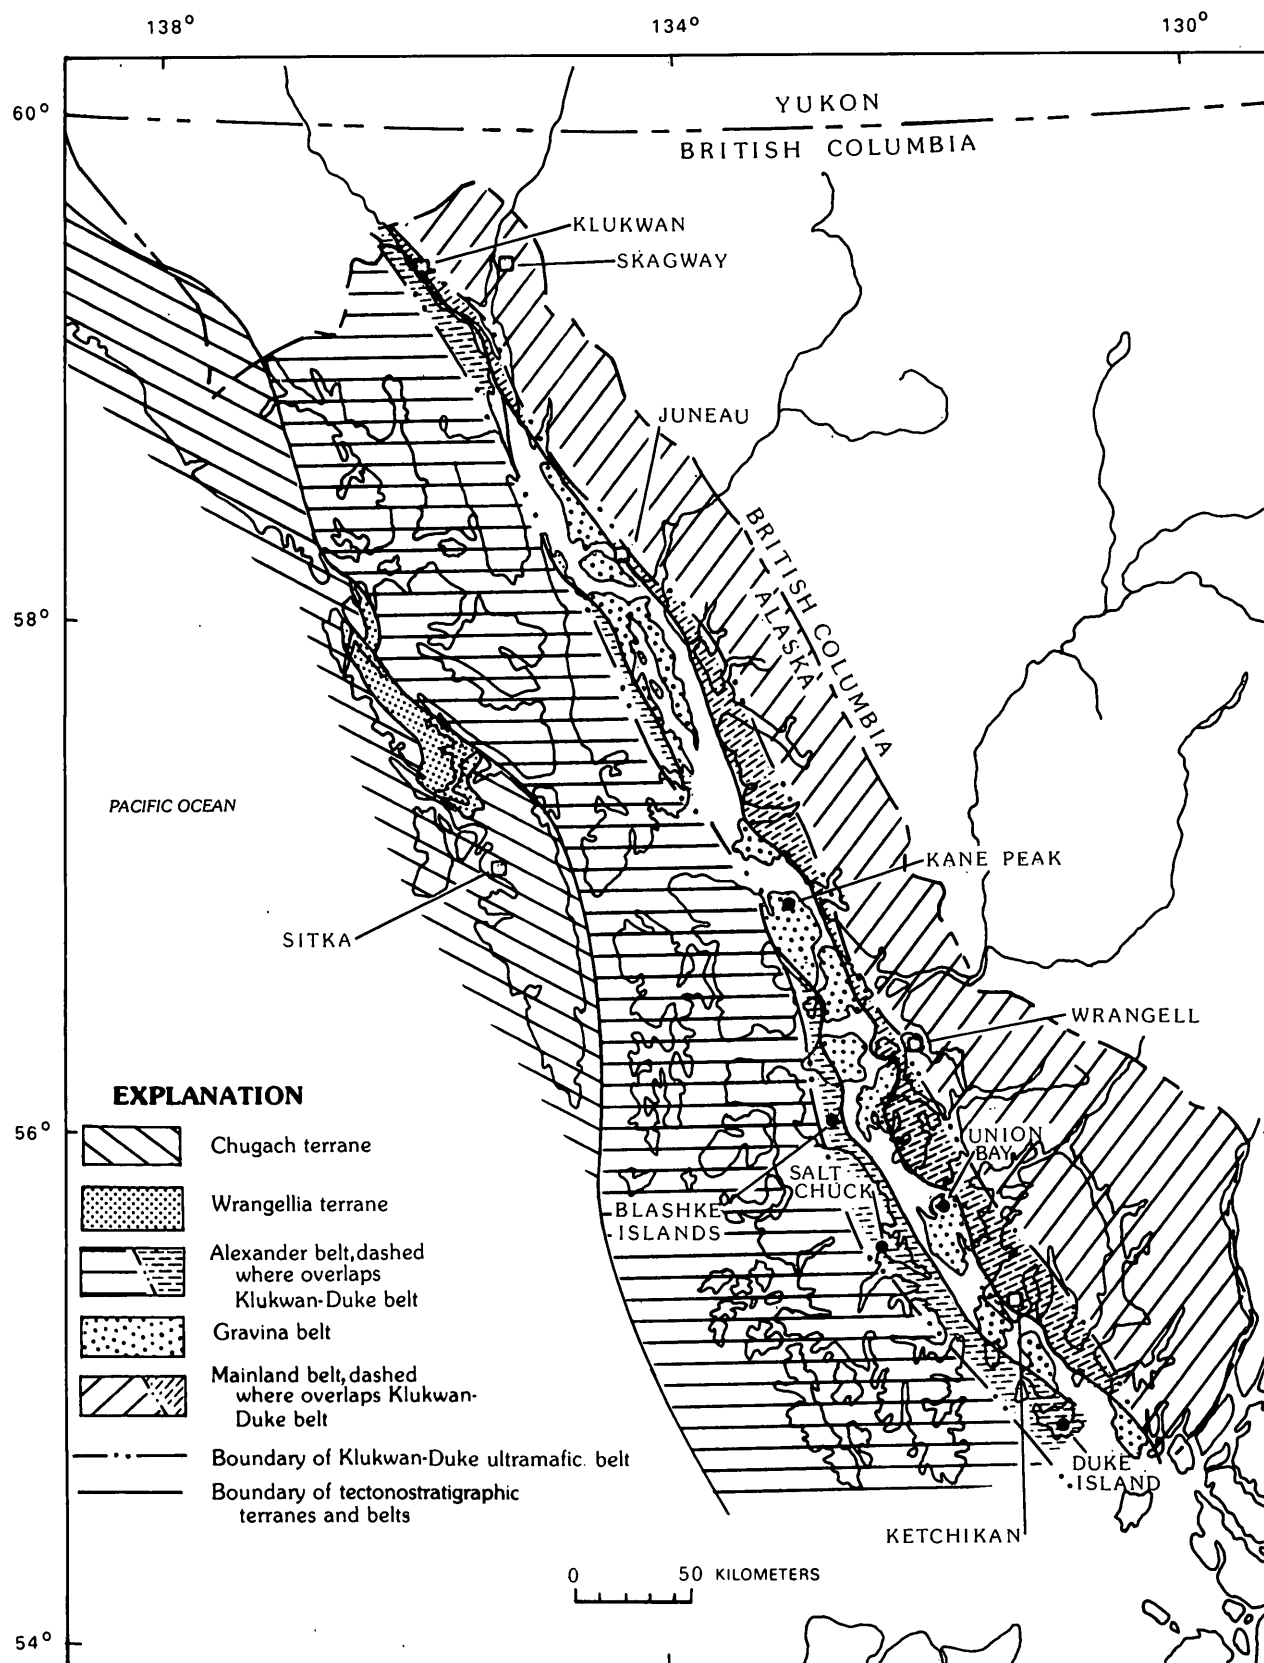 138° 134° 130°
60°
YUKON
BRITISH COLUMBIA
KLUKWAN
SKAGWAY
JUNEAU
BRITISH COLUMBIA
ALASKA
58°
PACIFIC OCEAN
KANE PEAK
SITKA
WRANGELL
56°
UNION
BAY
SALT
CHUCK
BLASHKE
ISLANDS
DUKE
ISLAND
KETCHIKAN
EXPLANATION
Chugach terrane
Wrangellia terrane
Alexander belt, dashed
where overlaps
Klukwan-Duke belt
Gravina belt
Mainland belt, dashed
where overlaps Klukwan-
Duke belt
Boundary of Klukwan-Duke ultramafic belt
Boundary of tectonostratigraphic
terranes and belts
0 50 KILOMETERS
54°